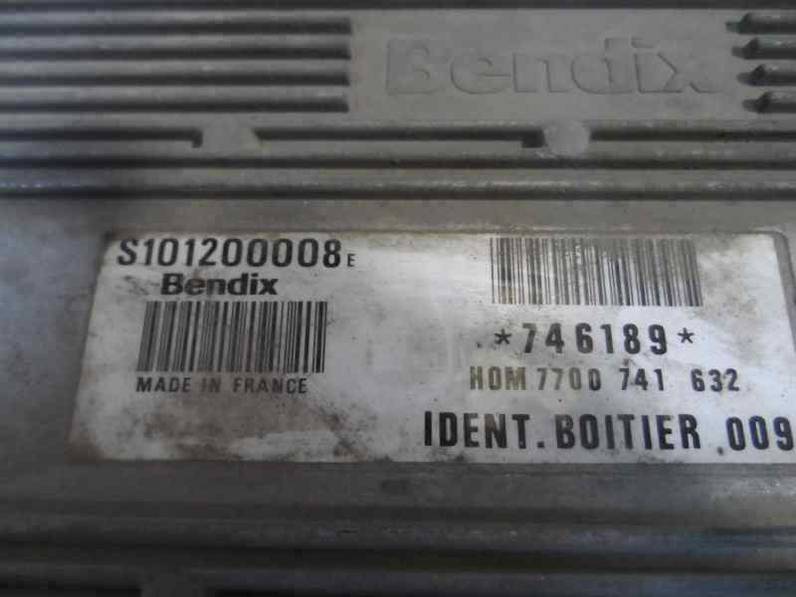 Bendix
S101200008E
Bendix
MADE IN FRANCE
*746189*
HOM 7700 741 632
IDENT. BOITIER 009